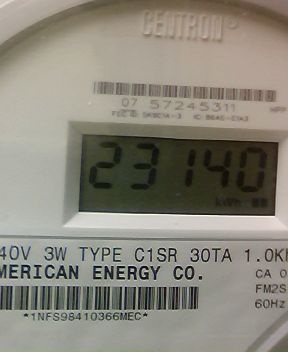 CENTRON®
07 57245311
23140
kWh
40V 3W TYPE C1SR 30TA 1.0K
MERICAN ENERGY CO.
CA 0
FM2S
60Hz
*1NFS98410366MEC*